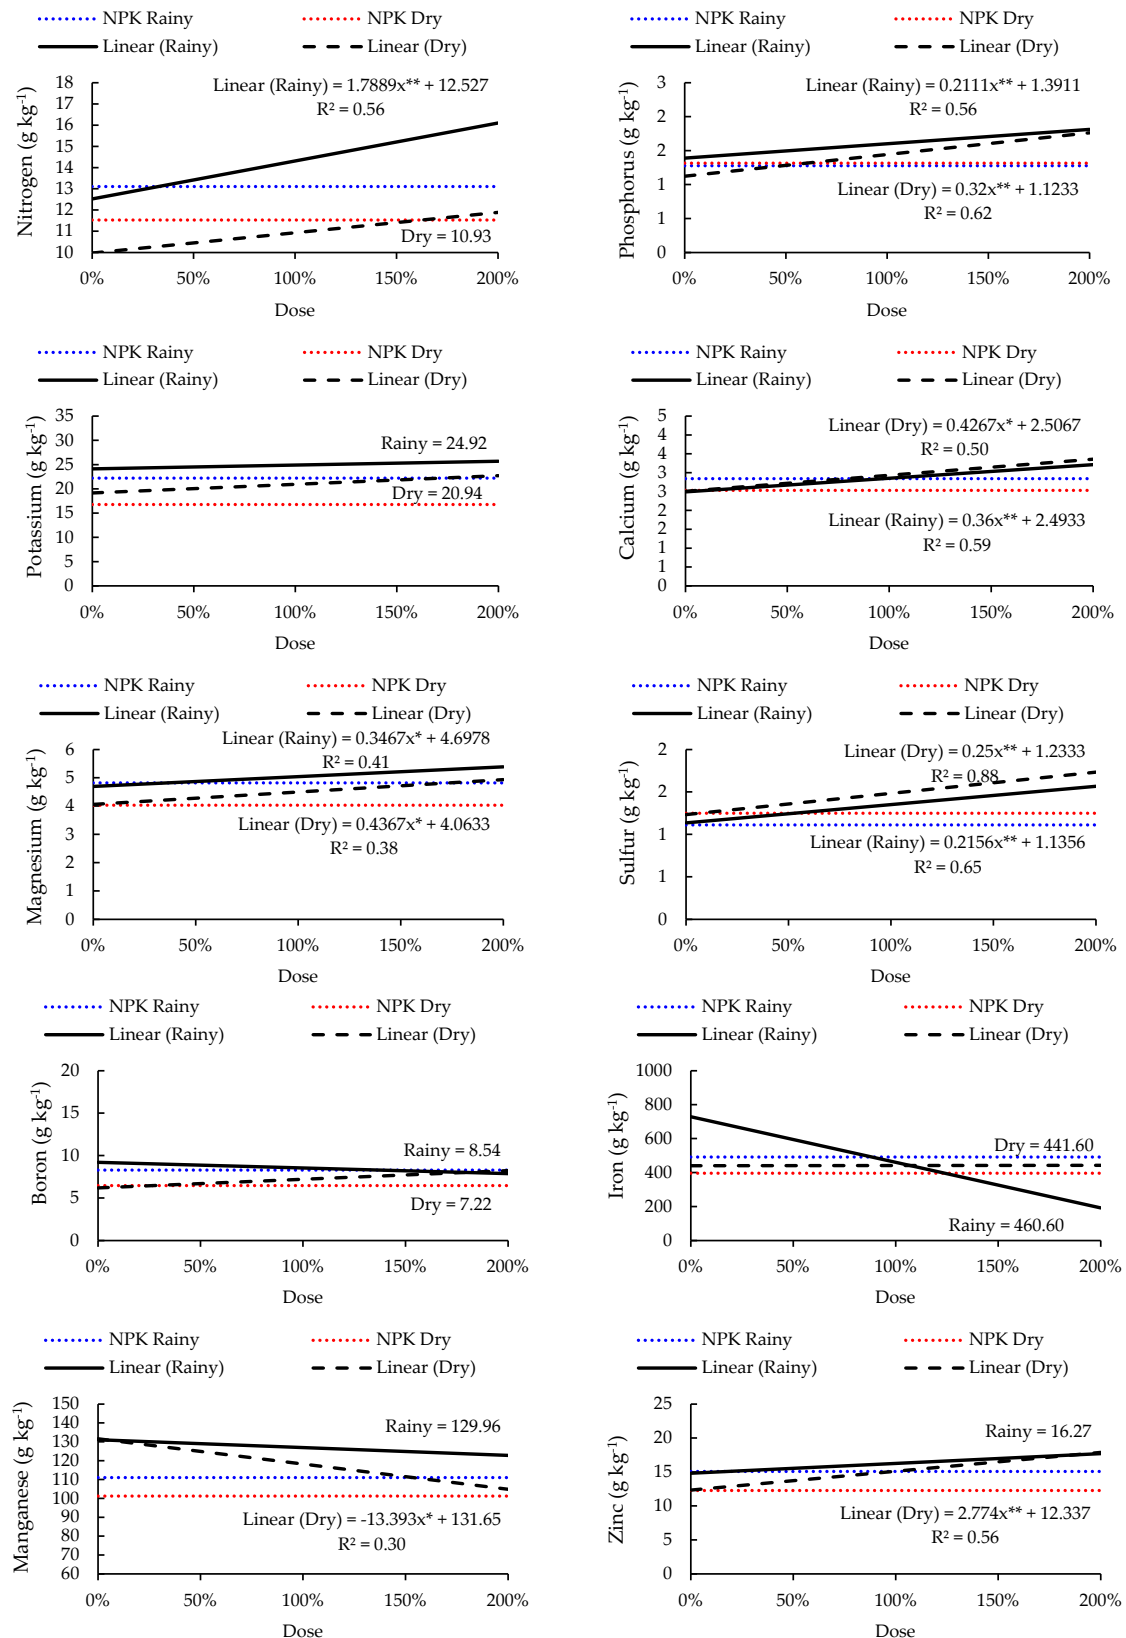 NPK Rainy
NPK Dry
Linear (Rainy)
Linear (Dry)
Linear (Rainy) = 1.7889x** + 12.527
R² = 0.56
Nitrogen (g kg⁻¹)
18
17
16
15
14
13
12
11
10
Dry = 10.93
0% 50% 100% 150% 200%
Dose
NPK Rainy
NPK Dry
Linear (Rainy)
Linear (Dry)
Linear (Rainy) = 0.2111x** + 1.3911
R² = 0.56
Phosphorus (g kg⁻¹)
3
2
2
1
1
0
Linear (Dry) = 0.32x** + 1.1233
R² = 0.62
0% 50% 100% 150% 200%
Dose
NPK Rainy
NPK Dry
Linear (Rainy)
Linear (Dry)
Potassium (g kg⁻¹)
35
30
25
20
15
10
5
0
Rainy = 24.92
Dry = 20.94
0% 50% 100% 150% 200%
Dose
NPK Rainy
NPK Dry
Linear (Rainy)
Linear (Dry)
Calcium (g kg⁻¹)
5
4
4
3
3
2
2
1
1
0
Linear (Dry) = 0.4267x* + 2.5067
R² = 0.50
Linear (Rainy) = 0.36x** + 2.4933
R² = 0.59
0% 50% 100% 150% 200%
Dose
NPK Rainy
NPK Dry
Linear (Rainy)
Linear (Dry)
Linear (Rainy) = 0.3467x* + 4.6978
R² = 0.41
Magnesium (g kg⁻¹)
6
5
4
3
2
1
0
Linear (Dry) = 0.4367x* + 4.0633
R² = 0.38
0% 50% 100% 150% 200%
Dose
NPK Rainy
NPK Dry
Linear (Rainy)
Linear (Dry)
Linear (Dry) = 0.25x** + 1.2333
R² = 0.88
Sulfur (g kg⁻¹)
2
2
1
1
0
Linear (Rainy) = 0.2156x** + 1.1356
R² = 0.65
0% 50% 100% 150% 200%
Dose
NPK Rainy
NPK Dry
Linear (Rainy)
Linear (Dry)
Boron (g kg⁻¹)
20
15
10
5
0
Rainy = 8.54
Dry = 7.22
0% 50% 100% 150% 200%
Dose
NPK Rainy
NPK Dry
Linear (Rainy)
Linear (Dry)
Iron (g kg⁻¹)
1000
800
600
400
200
0
Dry = 441.60
Rainy = 460.60
0% 50% 100% 150% 200%
Dose
NPK Rainy
NPK Dry
Linear (Rainy)
Linear (Dry)
Manganese (g kg⁻¹)
150
140
130
120
110
100
90
80
70
60
Rainy = 129.96
Linear (Dry) = -13.393x* + 131.65
R² = 0.30
0% 50% 100% 150% 200%
Dose
NPK Rainy
NPK Dry
Linear (Rainy)
Linear (Dry)
Zinc (g kg⁻¹)
25
20
15
10
5
0
Rainy = 16.27
Linear (Dry) = 2.774x** + 12.337
R² = 0.56
0% 50% 100% 150% 200%
Dose